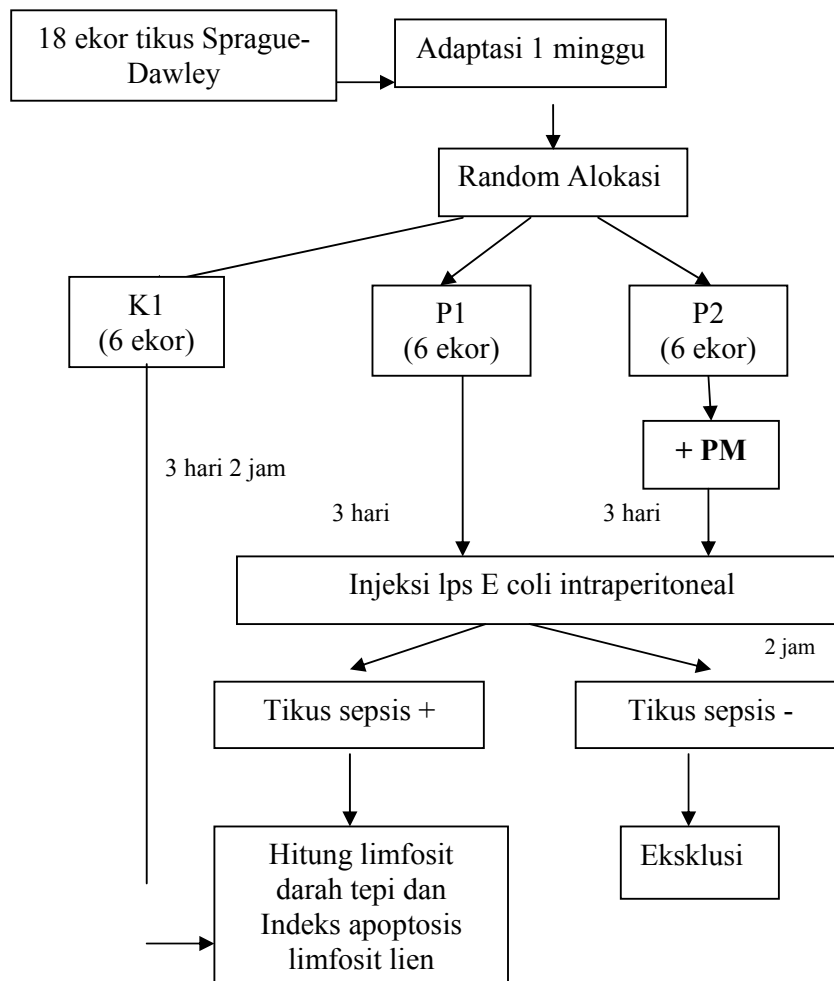 18 ekor tikus Sprague-
Dawley
Adaptasi 1 minggu
Random Alokasi
K1
(6 ekor)
P1
(6 ekor)
P2
(6 ekor)
+ PM
3 hari 2 jam
3 hari
3 hari
Injeksi lps E coli intraperitoneal
2 jam
Tikus sepsis +
Tikus sepsis -
Hitung limfosit
darah tepi dan
Indeks apoptosis
limfosit lien
Eksklusi